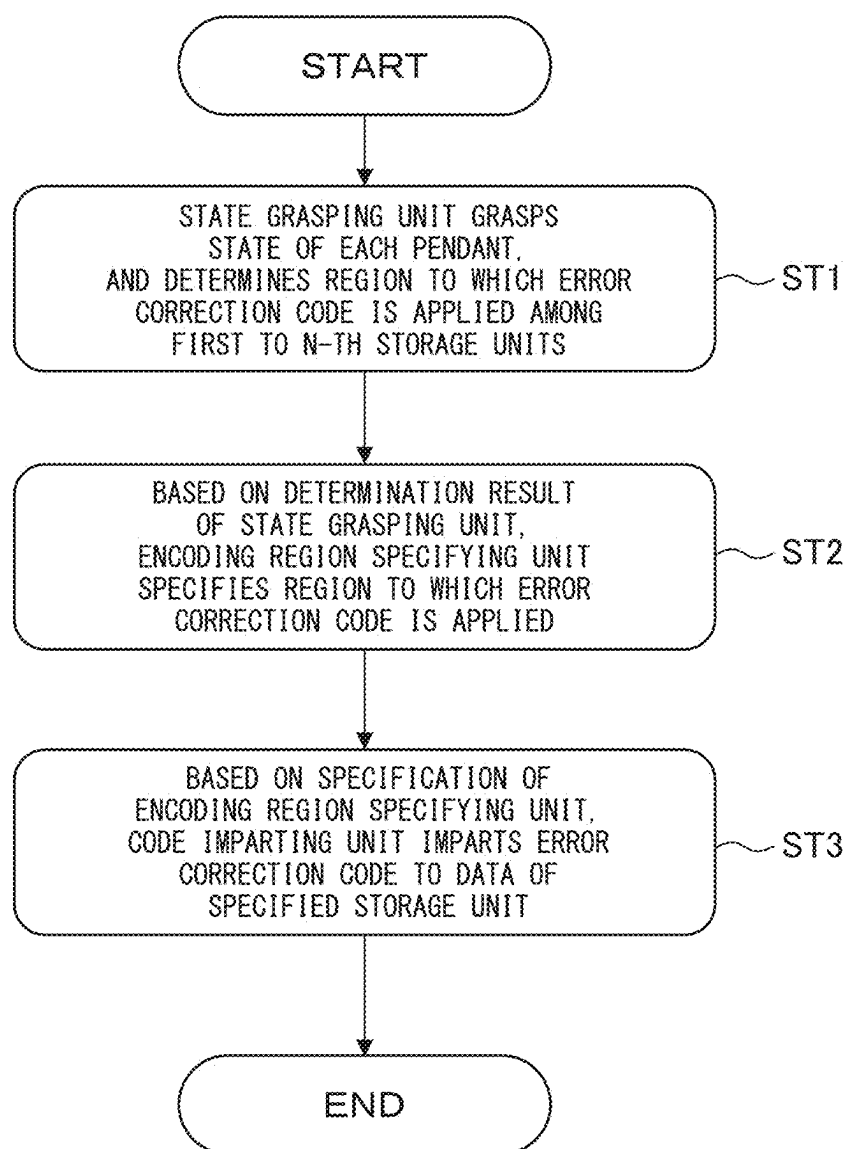 START
STATE GRASPING UNIT GRASPS
STATE OF EACH PENDANT,
AND DETERMINES REGION TO WHICH ERROR
CORRECTION CODE IS APPLIED AMONG
FIRST TO N-TH STORAGE UNITS
ST1
BASED ON DETERMINATION RESULT
OF STATE GRASPING UNIT,
ENCODING REGION SPECIFYING UNIT
SPECIFIES REGION TO WHICH ERROR
CORRECTION CODE IS APPLIED
ST2
BASED ON SPECIFICATION OF
ENCODING REGION SPECIFYING UNIT,
CODE IMPARTING UNIT IMPARTS ERROR
CORRECTION CODE TO DATA OF
SPECIFIED STORAGE UNIT
ST3
END